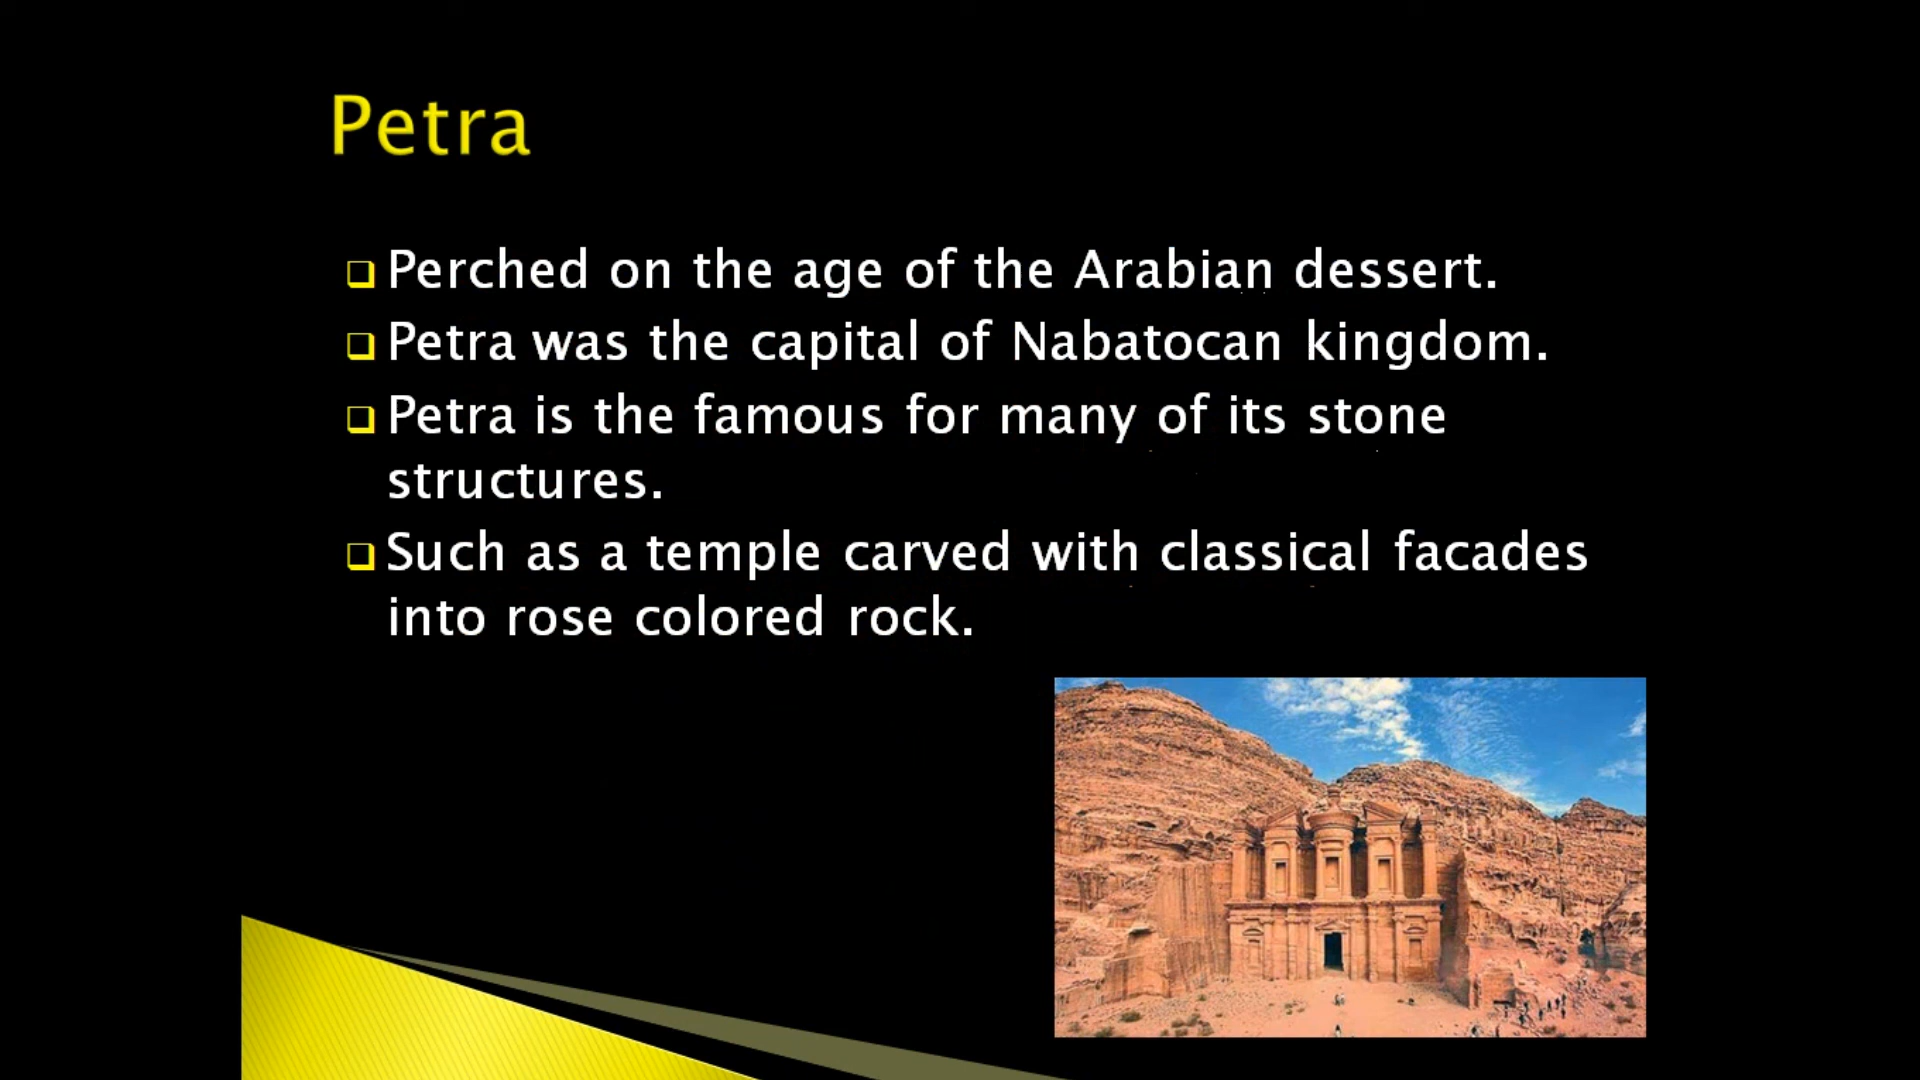 Petra
Perched on the age of the Arabian dessert.
Petra was the capital of Nabatocan kingdom.
Petra is the famous for many of its stone
structures.
Such as a temple carved with classical facades
into rose colored rock.